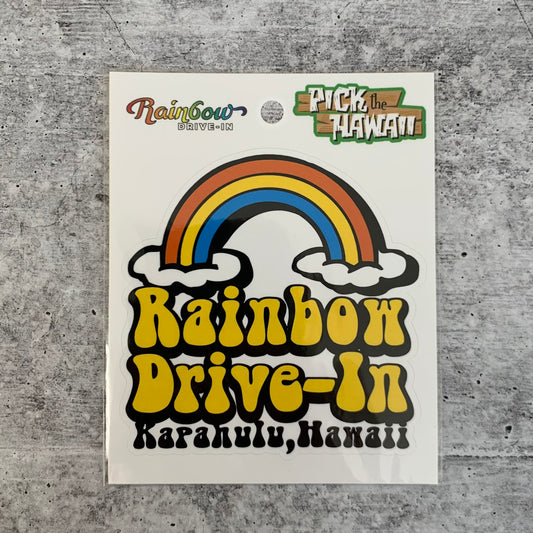 Rainbow
DRIVE-IN
PICK the
HAWAII
Rainbow
Drive-In
Kapahulu, Hawaii